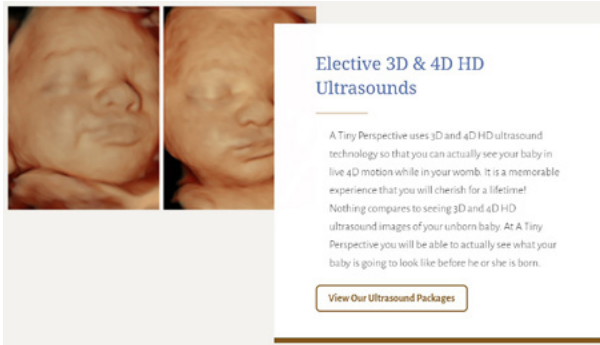 Elective 3D & 4D HD
Ultrasounds
A Tiny Perspective uses 3D and 4D HD ultrasound
technology so that you can actually see your baby in
live 4D motion while in your womb. It is a memorable
experience that you will cherish for a lifetime!
Nothing compares to seeing 3D and 4D HD
ultrasound images of your unborn baby. At A Tiny
Perspective you will be able to actually see what your
baby is going to look like before he or she is born.
View Our Ultrasound Packages